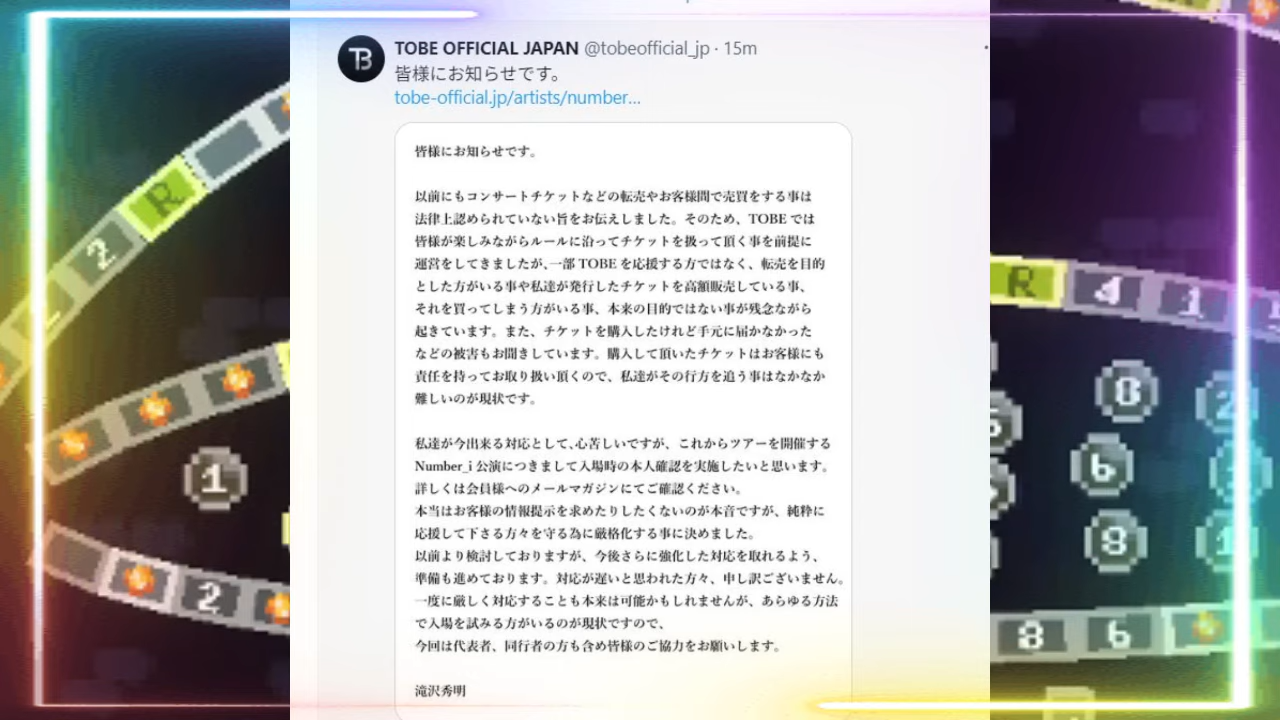 TOBE OFFICIAL JAPAN @tobeofficial_jp · 15m
皆様にお知らせです。
tobe-official.jp/artists/number...
皆様にお知らせです。
以前にもコンサートチケットなどの転売やお客様間で売買をする事は
法律上認められていない旨をお伝えしました。そのため、TOBE では
皆様が楽しみながらルールに沿ってチケットを扱って頂く事を前提に
運営をしてきましたが、一部 TOBE を応援する方ではなく、転売を目的
とした方がいる事や私達が発行したチケットを高額販売している事、
それを買ってしまう方がいる事、本来の目的ではない事が残念ながら
起きています。また、チケットを購入したけれど手元に届かなかった
などの被害もお聞きしています。購入して頂いたチケットはお客様にも
責任を持ってお取り扱い頂くので、私達がその行方を追う事はなかなか
難しいのが現状です。
私達が今出来る対応として、心苦しいですが、これからツアーを開催する
Number_i 公演につきまして入場時の本人確認を実施したいと思います。
詳しくは会員様へのメールマガジンにてご確認ください。
本当はお客様の情報提示を求めたりしたくないのが本音ですが、純粋に
応援して下さる方々を守る為に厳格化する事に決めました。
以前より検討しておりますが、今後さらに強化した対応を取れるよう、
準備も進めております。対応が遅いと思われた方々、申し訳ございません。
一度に厳しく対応することも本来は可能かもしれませんが、あらゆる方法
で入場を試みる方がいるのが現状ですので、
今回は代表者、同行者の方も含め皆様のご協力をお願いします。
滝沢秀明
R
2
1
2
R
4
1
8
6
8
8
6